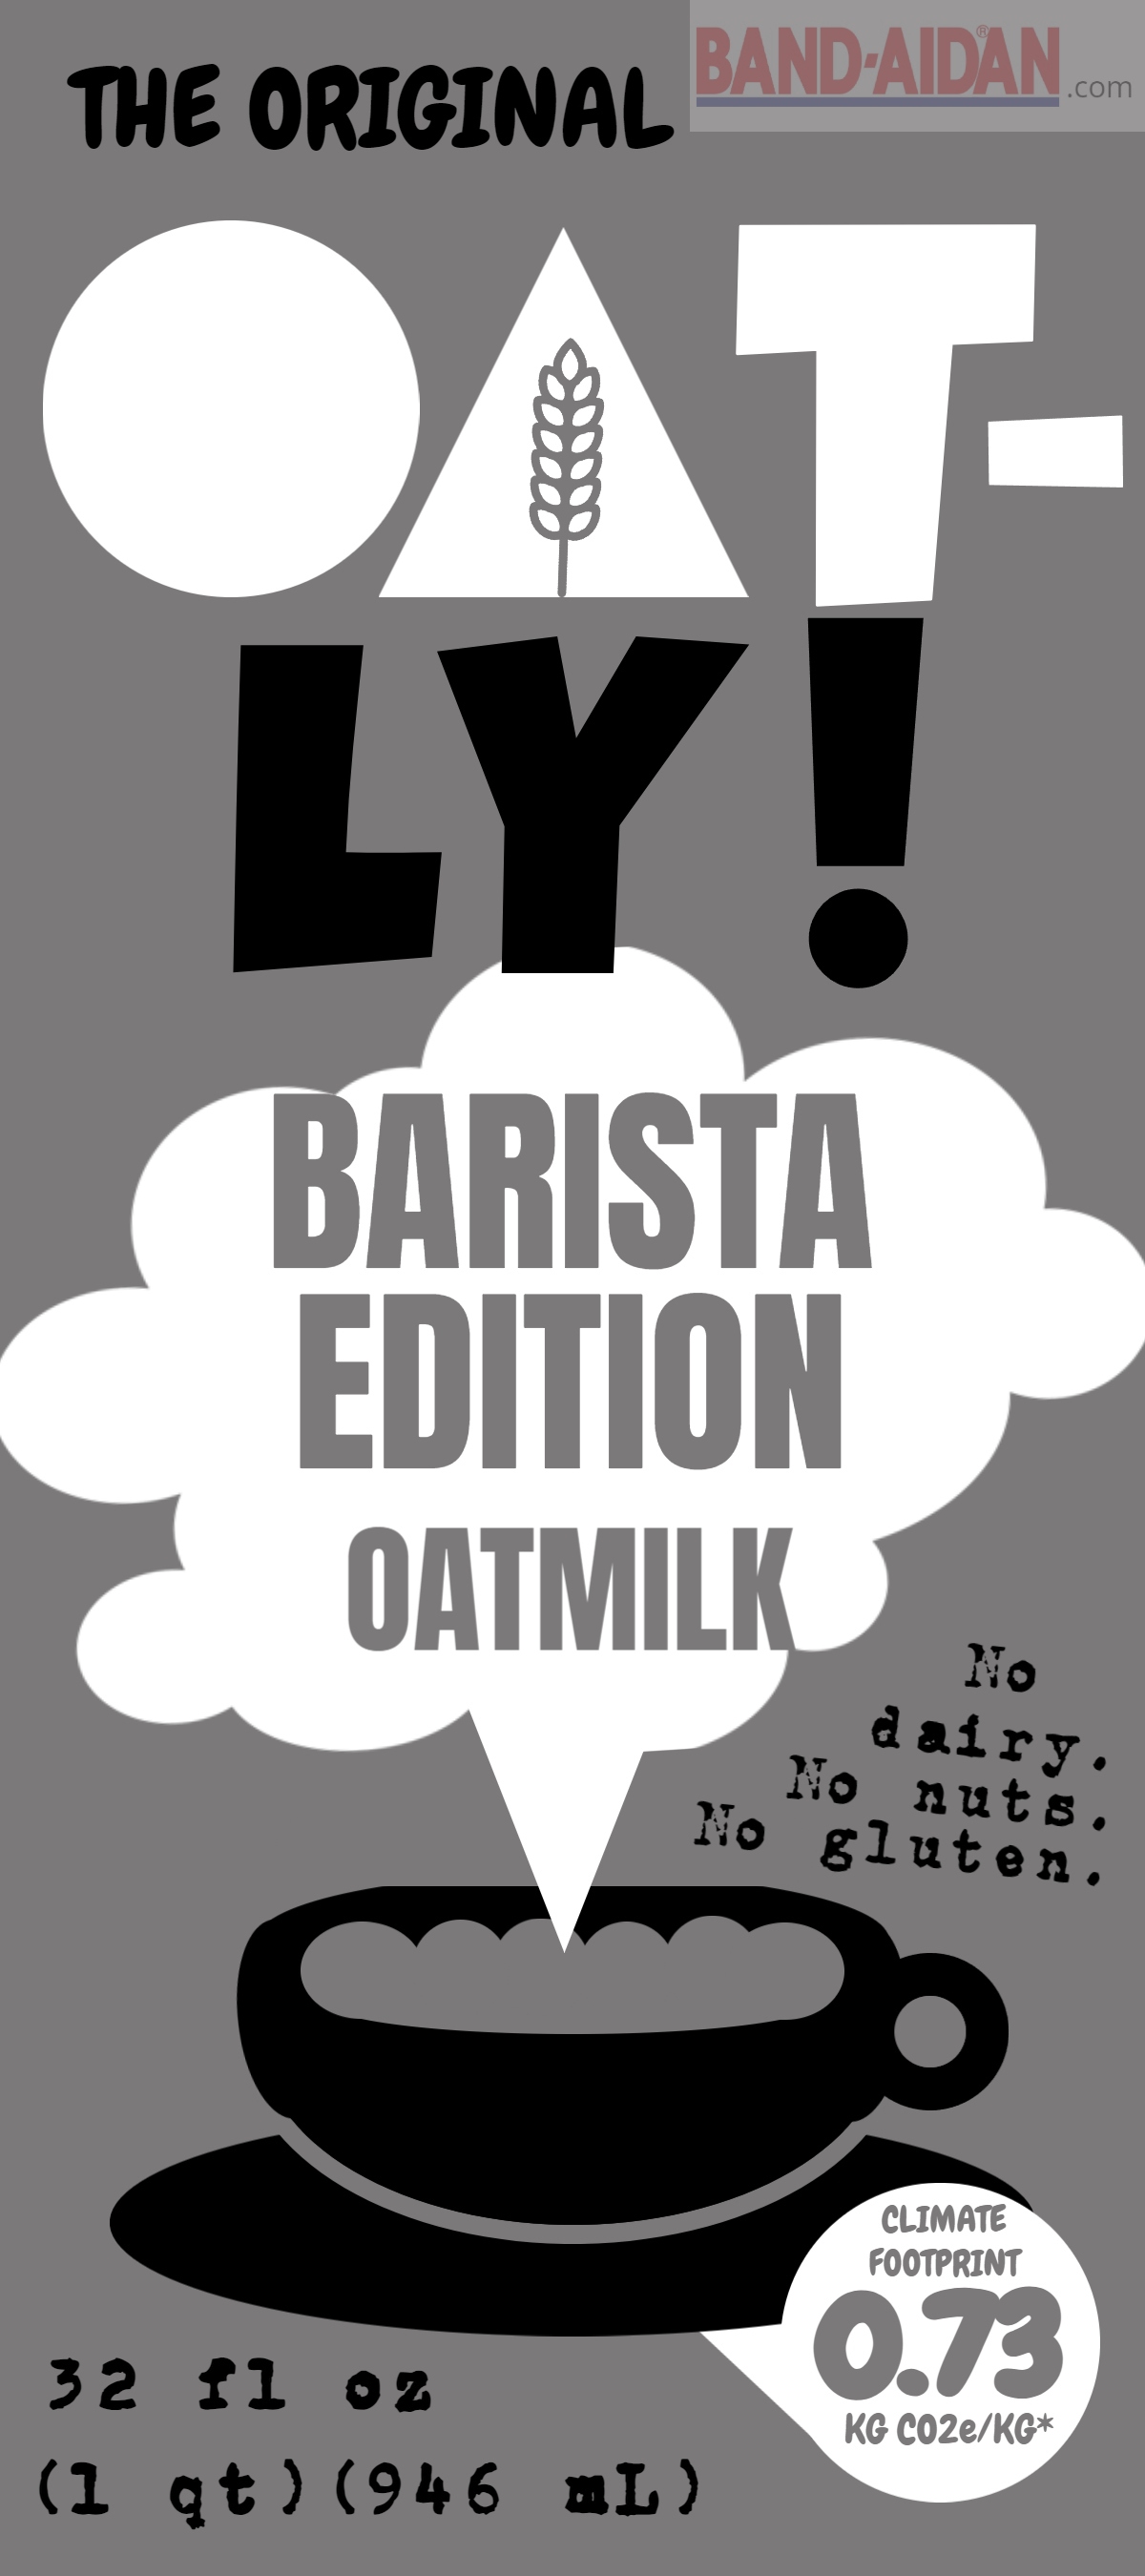 THE ORIGINAL
BAND-AIDAN®.com
OAT-
LY!
BARISTA
EDITION
OATMILK
No
dairy.
No nuts.
No gluten.
CLIMATE
FOOTPRINT
0.73
KG CO2e/KG*
32 fl oz
(1 qt)(946 mL)